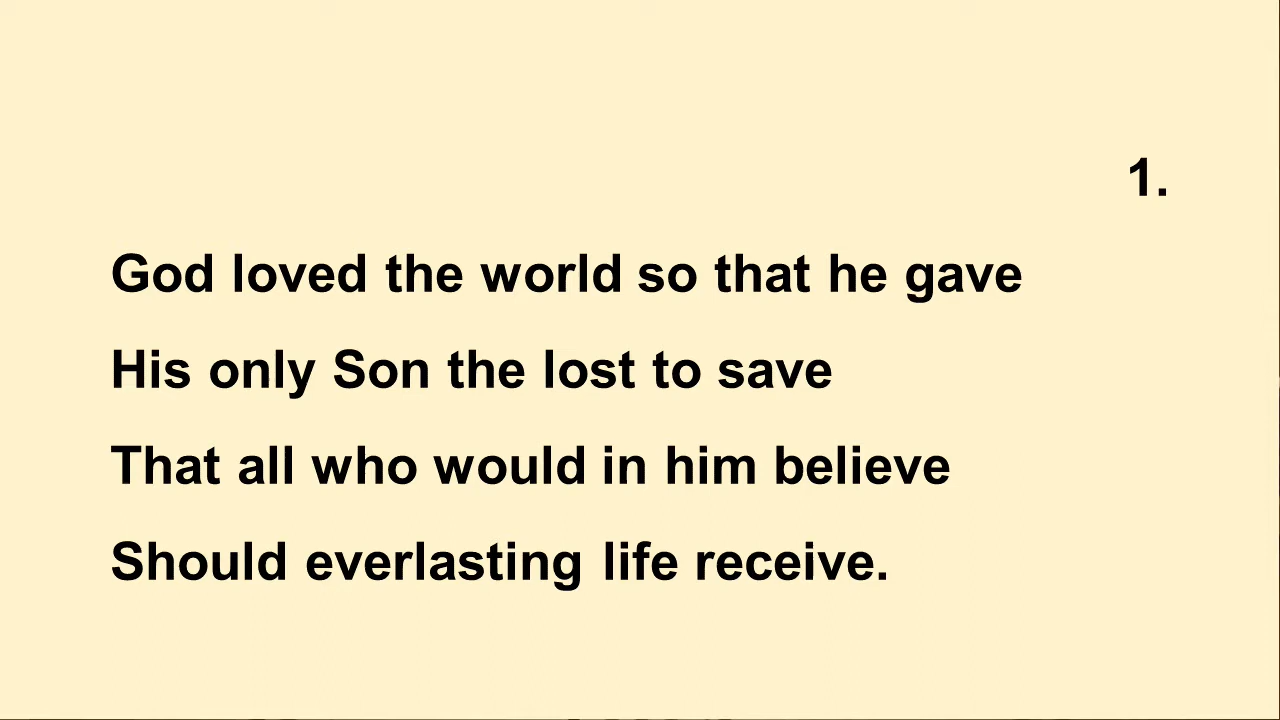 1.
God loved the world so that he gave
His only Son the lost to save
That all who would in him believe
Should everlasting life receive.